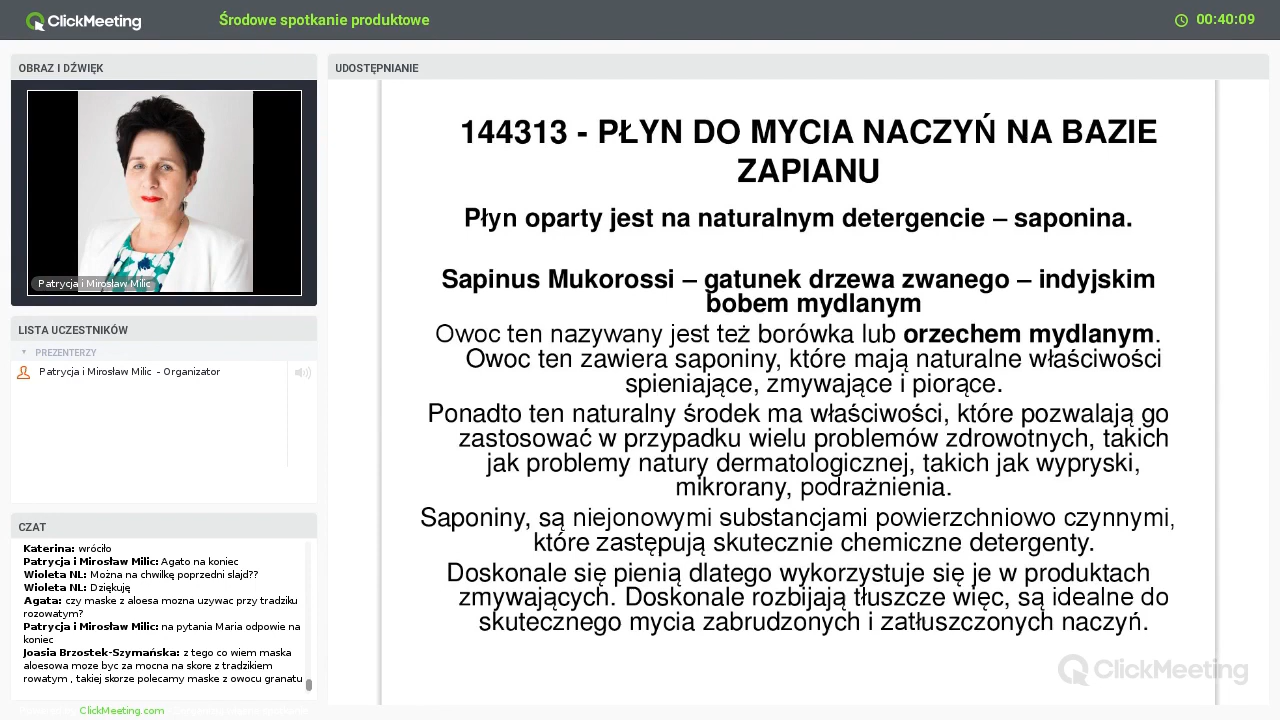 ClickMeeting
Środowe spotkanie produktowe
00:40:09
OBRAZ I DŹWIĘK
Patrycja i Mirosław Milic
LISTA UCZESTNIKÓW
PREZENTERZY
Patrycja i Mirosław Milic - Organizator
CZAT
Katerina: wróciło
Patrycja i Mirosław Milic: Agato na koniec
Wioleta NL: Można na chwilkę poprzedni slajd??
Wioleta NL: Dziękuję
Agata: czy maske z aloesa mozna uzywac przy tradziku
rozowatym?
Patrycja i Mirosław Milic: na pytania Maria odpowie na
koniec
Joasia Brzostek-Szymańska: z tego co wiem maska
aloesowa moze byc za mocna na skore z tradzikiem
rowatym , takiej skorze polecamy maske z owocu granatu
ClickMeeting.com
UDOSTĘPNIANIE
144313 - PŁYN DO MYCIA NACZYŃ NA BAZIE
ZAPIANU
Płyn oparty jest na naturalnym detergencie – saponina.
Sapinus Mukorossi – gatunek drzewa zwanego – indyjskim
bobem mydlanym
Owoc ten nazywany jest też borówka lub orzechem mydlanym.
Owoc ten zawiera saponiny, które mają naturalne właściwości
spieniające, zmywające i piorące.
Ponadto ten naturalny środek ma właściwości, które pozwalają go
zastosować w przypadku wielu problemów zdrowotnych, takich
jak problemy natury dermatologicznej, takich jak wypryski,
mikrorany, podrażnienia.
Saponiny, są niejonowymi substancjami powierzchniowo czynnymi,
które zastępują skutecznie chemiczne detergenty.
Doskonale się pienią dlatego wykorzystuje się je w produktach
zmywających. Doskonale rozbijają tłuszcze więc, są idealne do
skutecznego mycia zabrudzonych i zatłuszczonych naczyń.
ClickMeeting